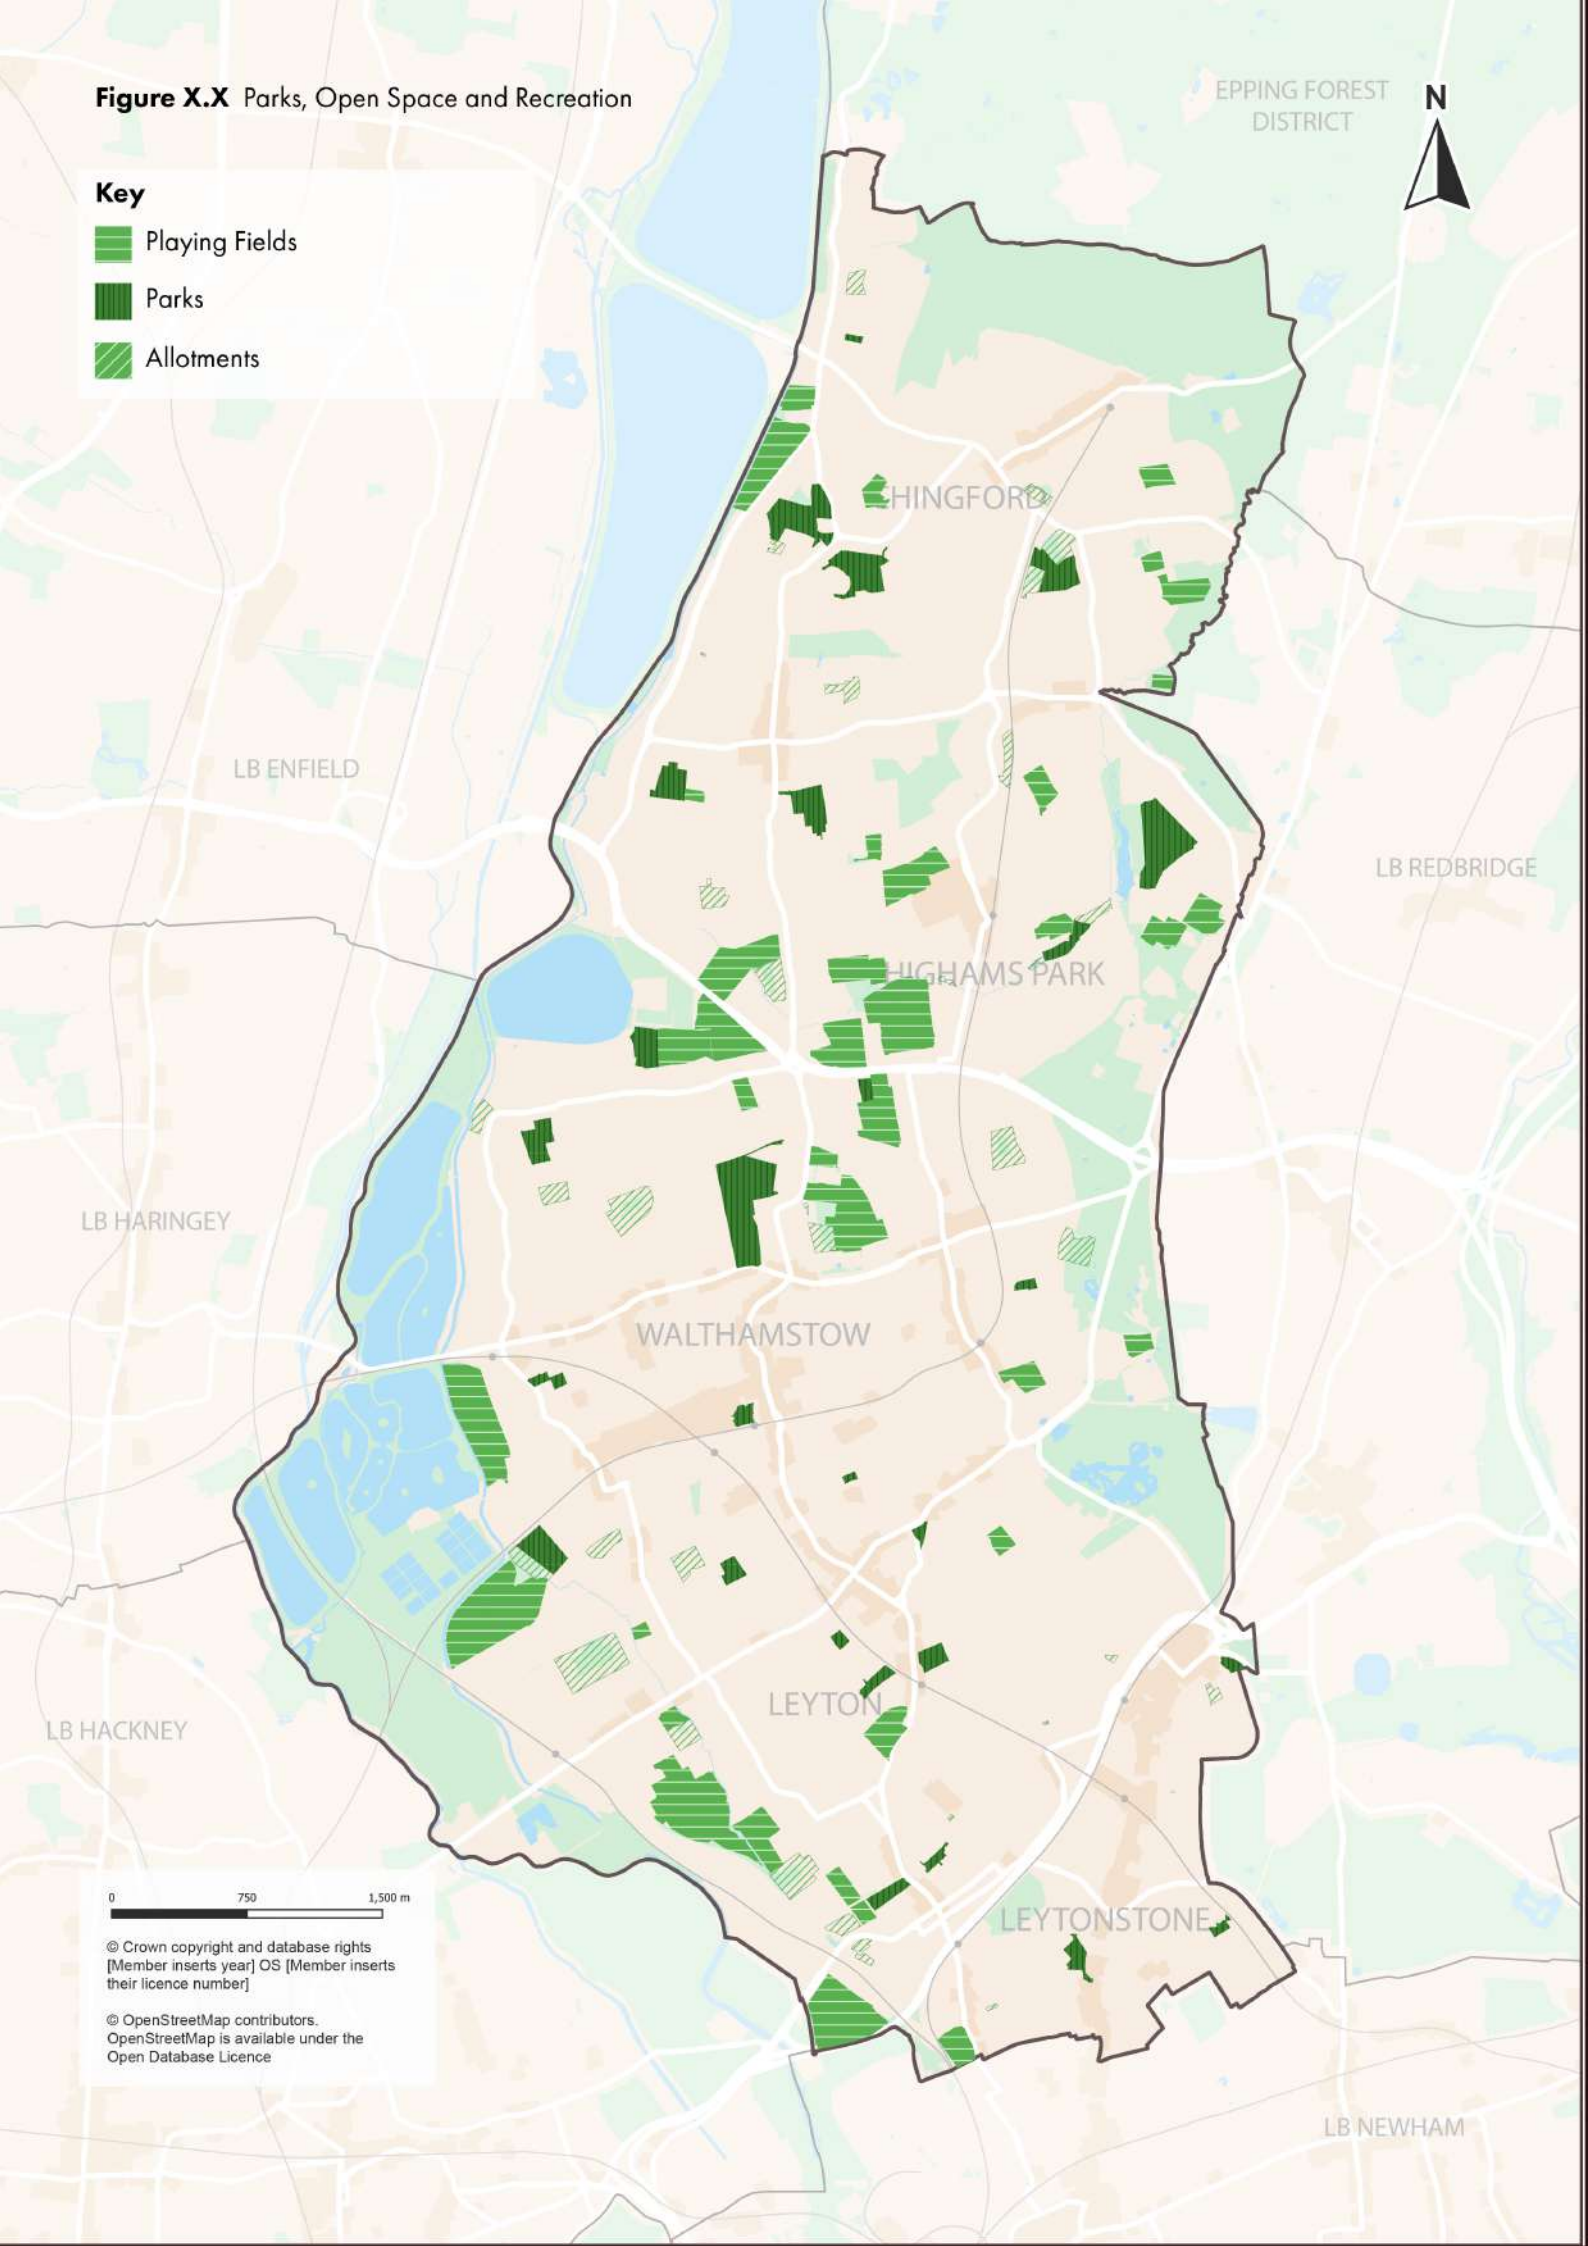 Figure X.X Parks, Open Space and Recreation
EPPING FOREST
DISTRICT
N
Key
Playing Fields
Parks
Allotments
CHINGFORD
LB ENFIELD
LB REDBRIDGE
HIGHAMS PARK
LB HARINGEY
WALTHAMSTOW
LEYTON
LB HACKNEY
0 750 1,500 m
LEYTONSTONE
© Crown copyright and database rights
[Member inserts year] OS [Member inserts
their licence number]
© OpenStreetMap contributors.
OpenStreetMap is available under the
Open Database Licence
LB NEWHAM